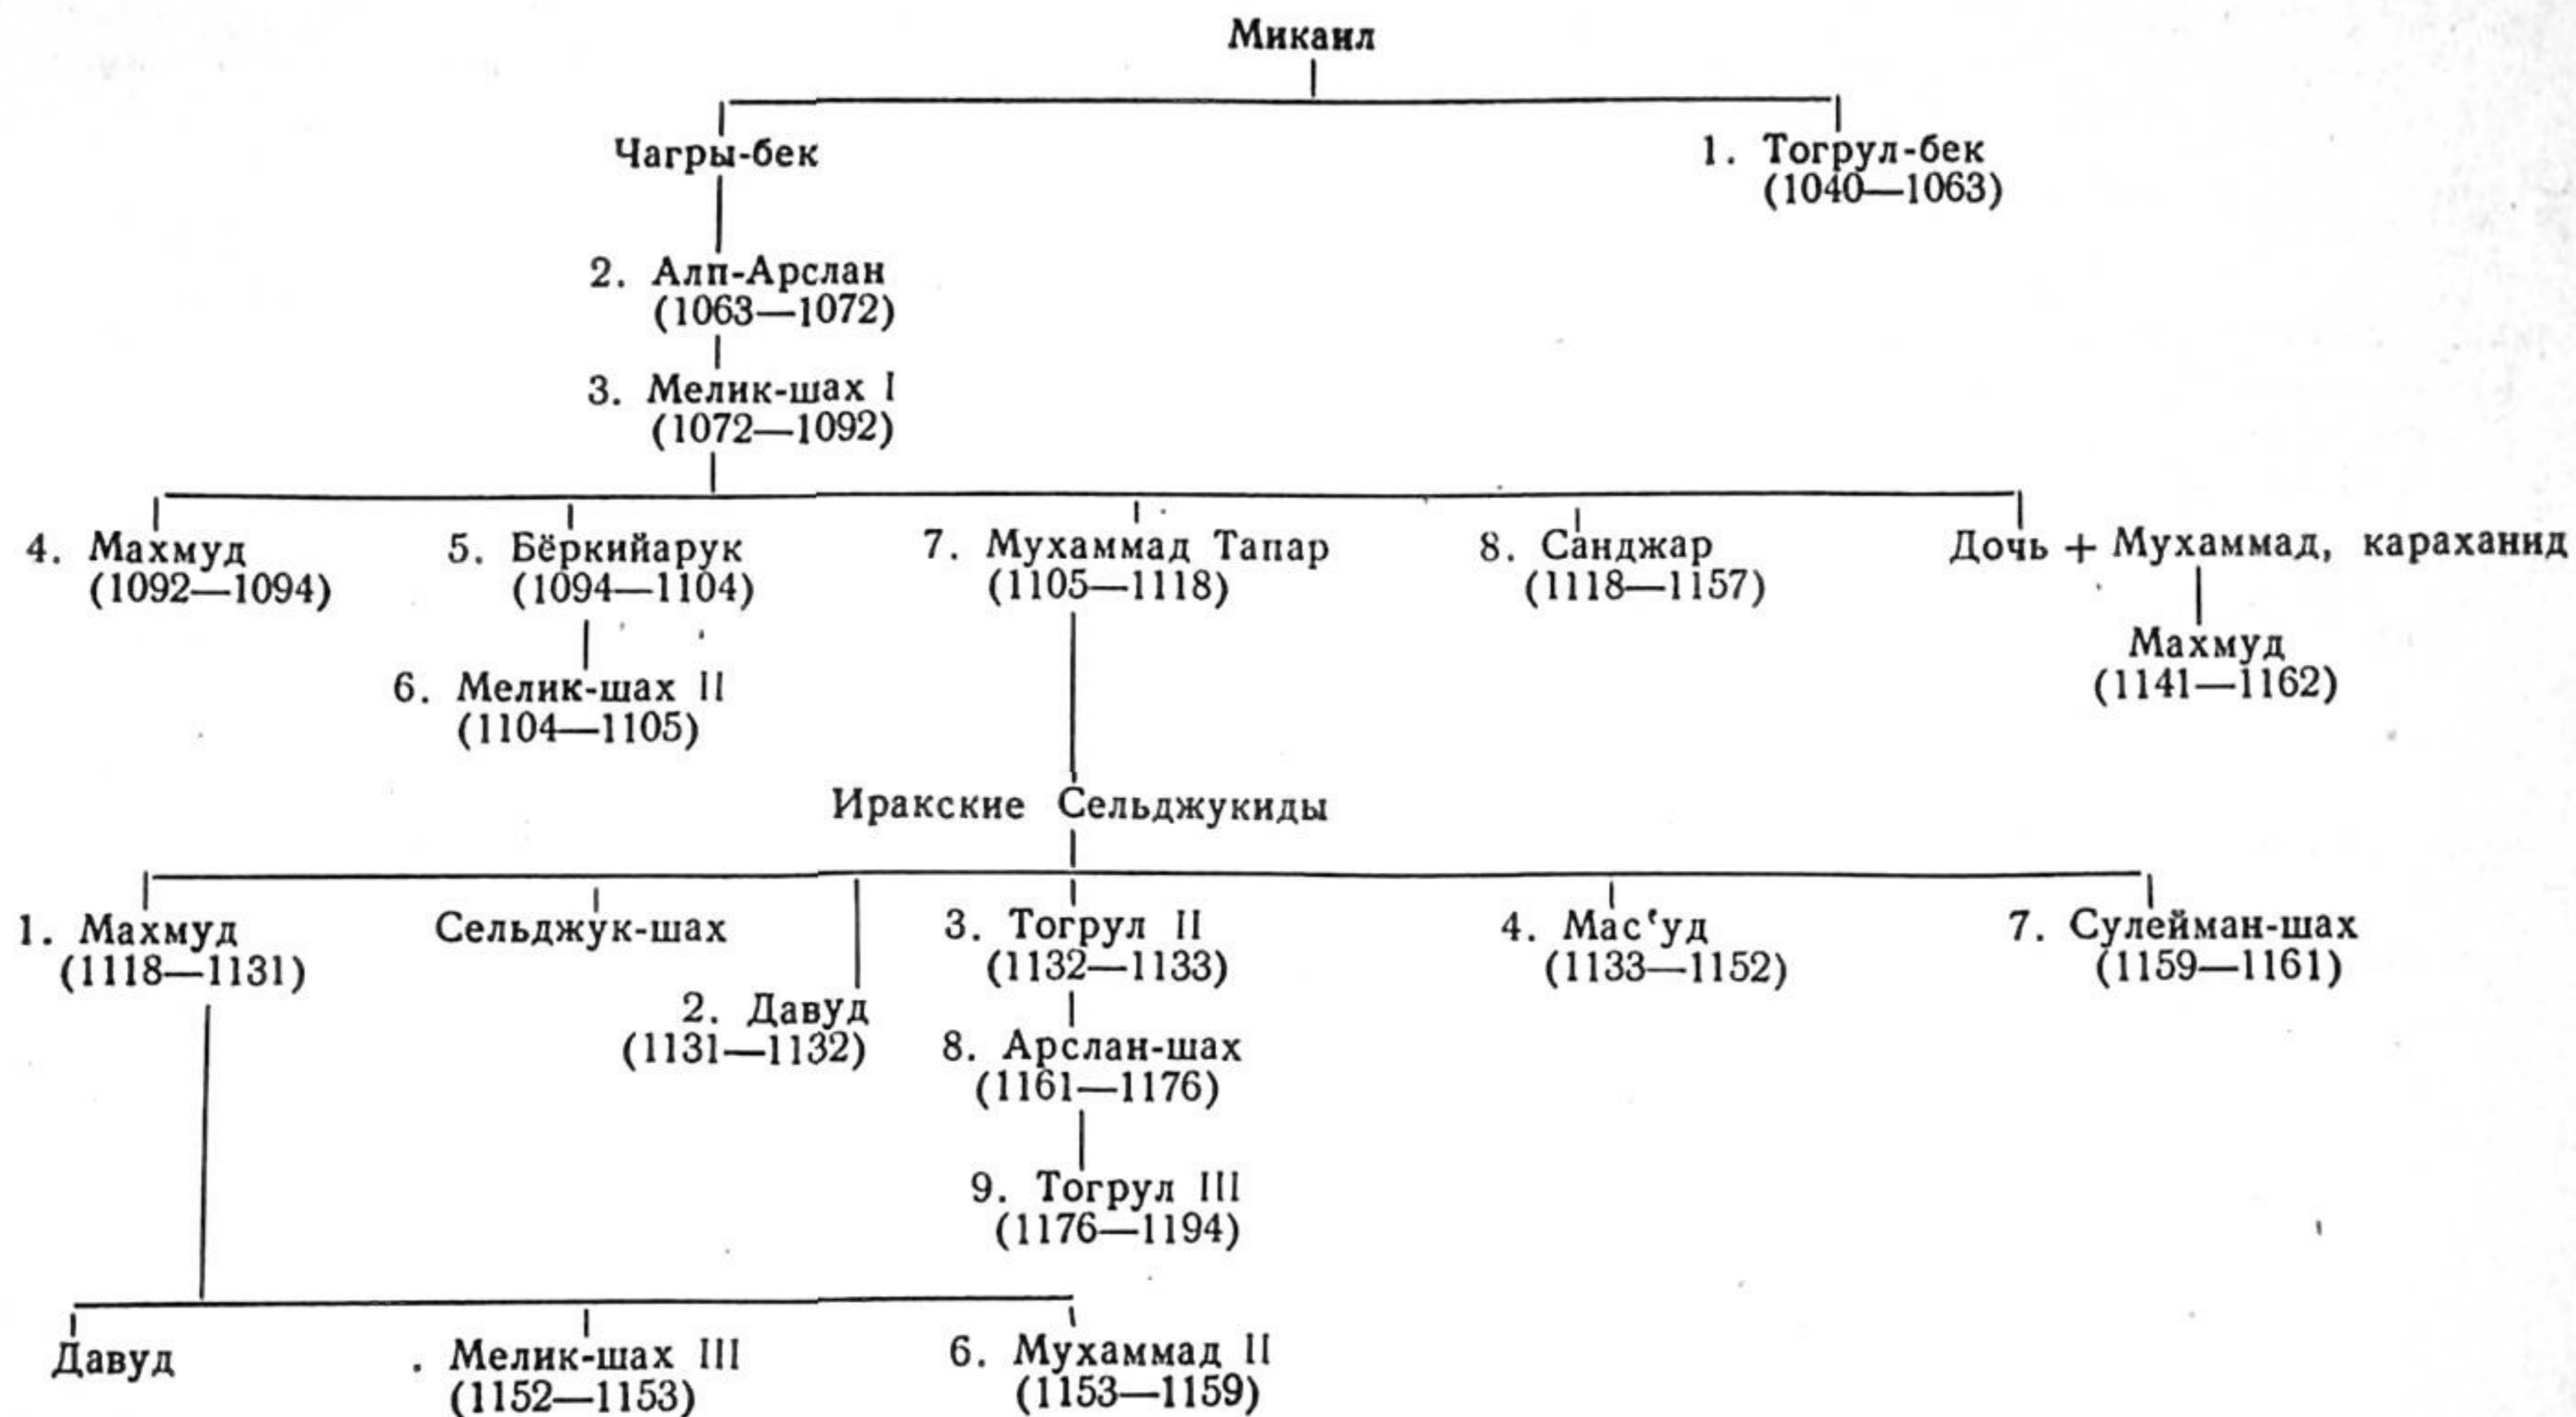 Микаил
Чагры-бек
1. Тогрул-бек
(1040—1063)
2. Алп-Арслан
(1063—1072)
3. Мелик-шах I
(1072—1092)
4. Махмуд
(1092—1094)
5. Бёркийарук
(1094—1104)
7. Мухаммад Тапар
(1105—1118)
8. Санджар
(1118—1157)
Дочь + Мухаммад, караханид
Махмуд
(1141—1162)
6. Мелик-шах II
(1104—1105)
Иракские Сельджукиды
1. Махмуд
(1118—1131)
Сельджук-шах
2. Давуд
(1131—1132)
3. Тогрул II
(1132—1133)
4. Масʻуд
(1133—1152)
7. Сулейман-шах
(1159—1161)
8. Арслан-шах
(1161—1176)
9. Тогрул III
(1176—1194)
Давуд
. Мелик-шах III
(1152—1153)
6. Мухаммад II
(1153—1159)